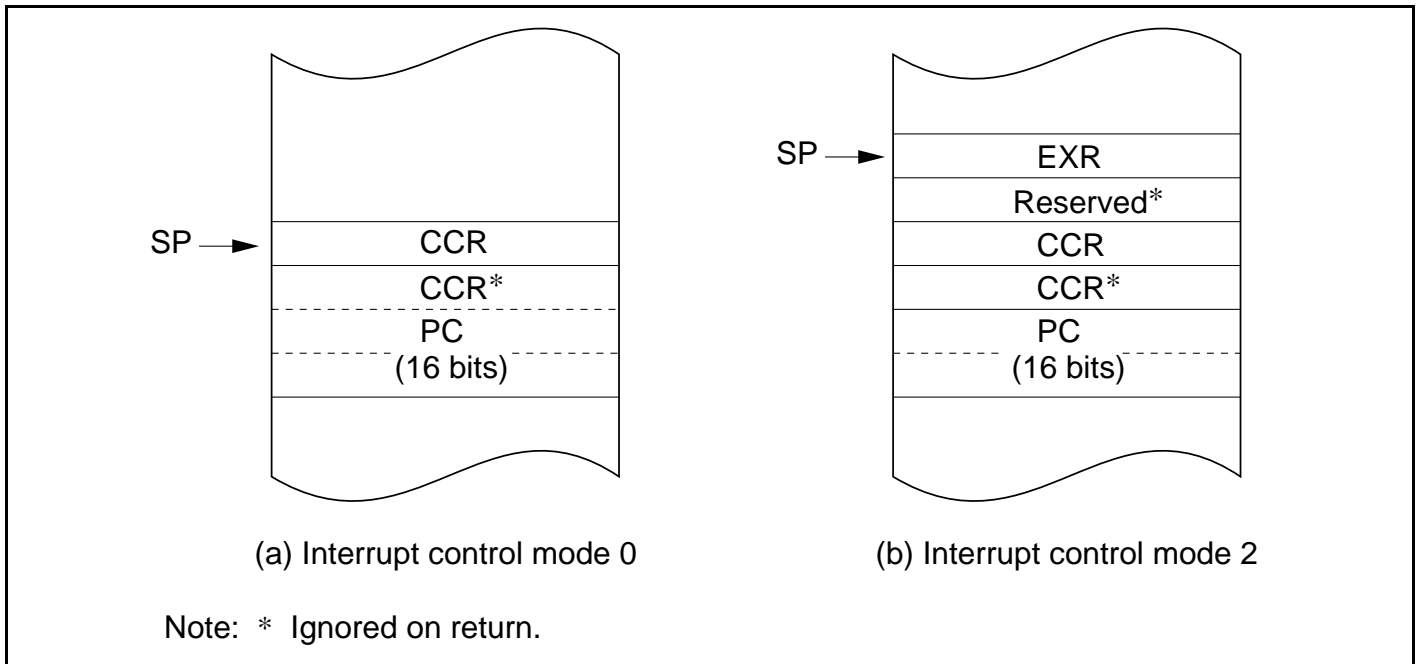 SP
CCR
CCR*
PC
(16 bits)
(a) Interrupt control mode 0
SP
EXR
Reserved*
CCR
CCR*
PC
(16 bits)
(b) Interrupt control mode 2
Note: * Ignored on return.